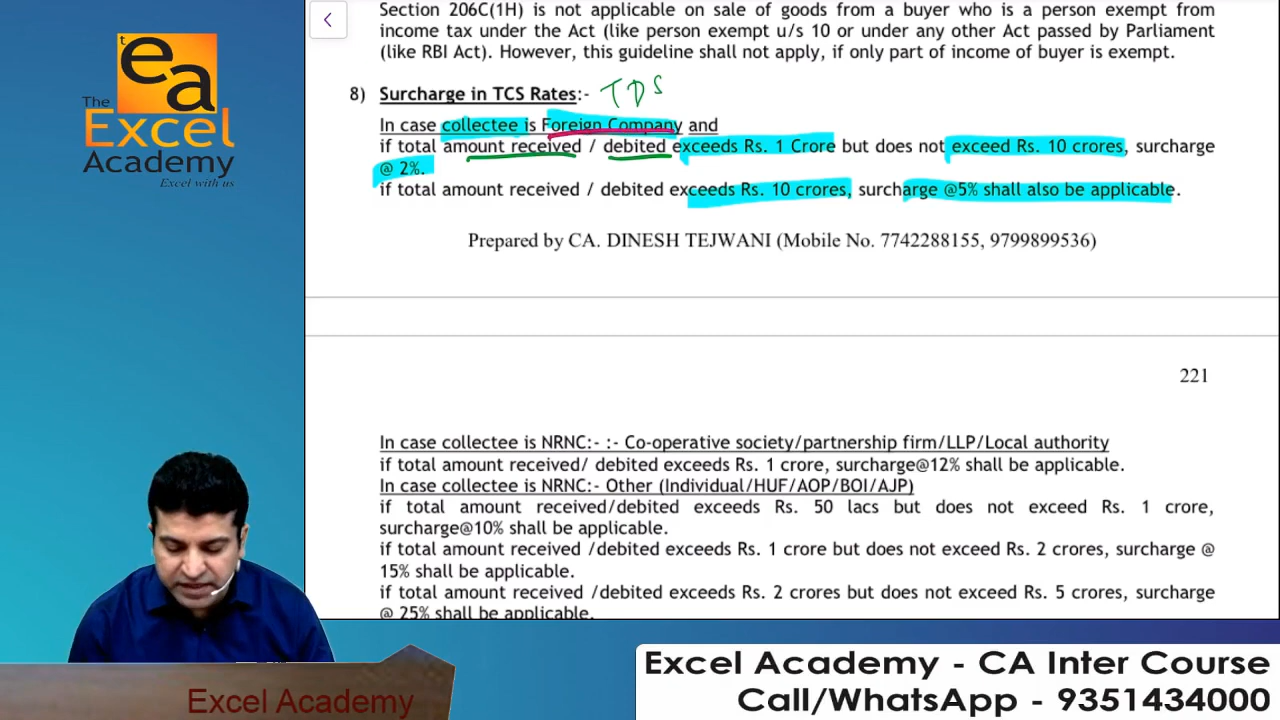 t
ea
The
Excel
Academy
Excel with us
Section 206C(1H) is not applicable on sale of goods from a buyer who is a person exempt from
income tax under the Act (like person exempt u/s 10 or under any other Act passed by Parliament
(like RBI Act). However, this guideline shall not apply, if only part of income of buyer is exempt.
8) Surcharge in TCS Rates:- TDS
In case collectee is Foreign Company and
if total amount received / debited exceeds Rs. 1 Crore but does not exceed Rs. 10 crores, surcharge
@ 2%.
if total amount received / debited exceeds Rs. 10 crores, surcharge @5% shall also be applicable.
Prepared by CA. DINESH TEJWANI (Mobile No. 7742288155, 9799899536)
221
In case collectee is NRNC:- :- Co-operative society/partnership firm/LLP/Local authority
if total amount received/ debited exceeds Rs. 1 crore, surcharge@12% shall be applicable.
In case collectee is NRNC:- Other (Individual/HUF/AOP/BOI/AJP)
if total amount received/debited exceeds Rs. 50 lacs but does not exceed Rs. 1 crore,
surcharge@10% shall be applicable.
if total amount received /debited exceeds Rs. 1 crore but does not exceed Rs. 2 crores, surcharge @
15% shall be applicable.
if total amount received /debited exceeds Rs. 2 crores but does not exceed Rs. 5 crores, surcharge
@ 25% shall be applicable.
Excel Academy
Excel Academy - CA Inter Course
Call/WhatsApp - 9351434000